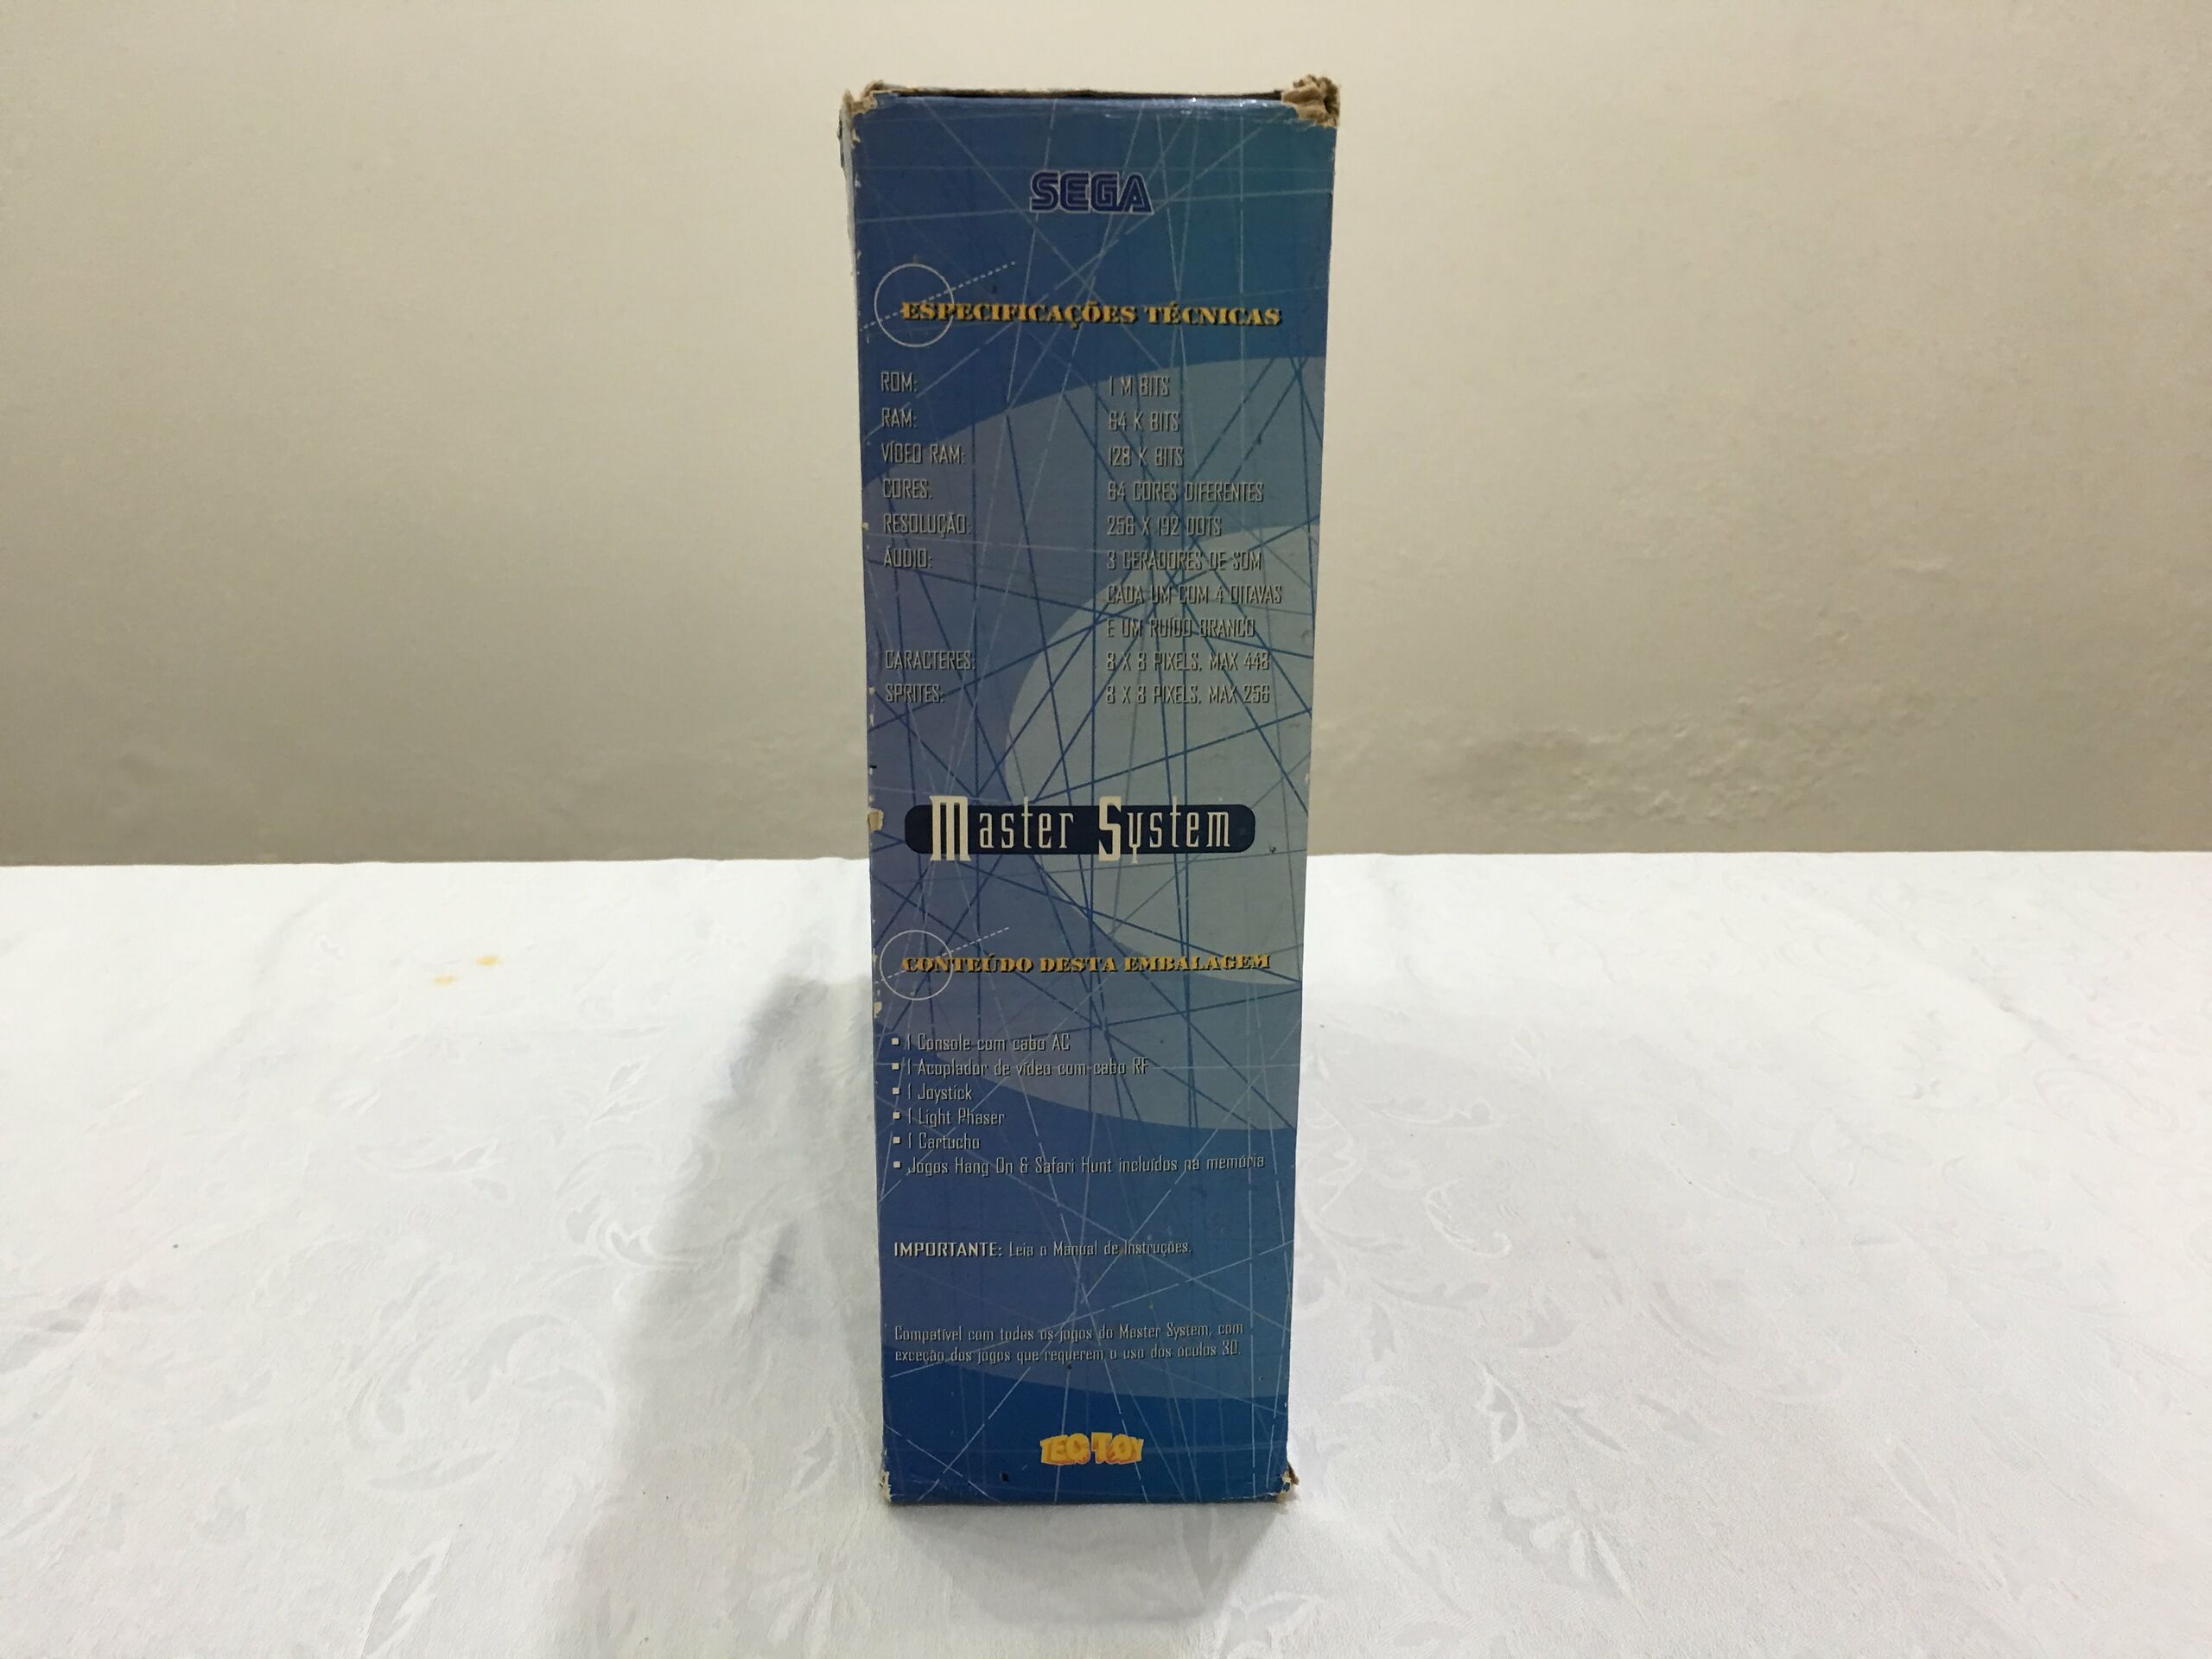 SEGA
ESPECIFICAÇÕES TÉCNICAS
ROM: 1 M BITS
RAM: 64 K BITS
VÍDEO RAM: 128 K BITS
CORES: 64 CORES DIFERENTES
RESOLUÇÃO: 256 X 192 DOTS
ÁUDIO: 3 GERADORES DE SOM
CADA UM COM 4 OITAVAS
E UM RUÍDO BRANCO
CARACTERES: 8 X 8 PIXELS, MAX 448
SPRITES: 8 X 8 PIXELS, MAX 256
Master System
CONTEÚDO DESTA EMBALAGEM
▪ 1 Console com cabo AC
▪ 1 Acoplador de vídeo com cabo RF
▪ 1 Joystick
▪ 1 Light Phaser
▪ 1 Cartucho
▪ Jogos Hang On & Safari Hunt incluídos na memória
IMPORTANTE: Leia o Manual de Instruções.
Compatível com todos os jogos do Master System, com
exceção dos jogos que requerem o uso dos óculos 3D.
TEC TOY